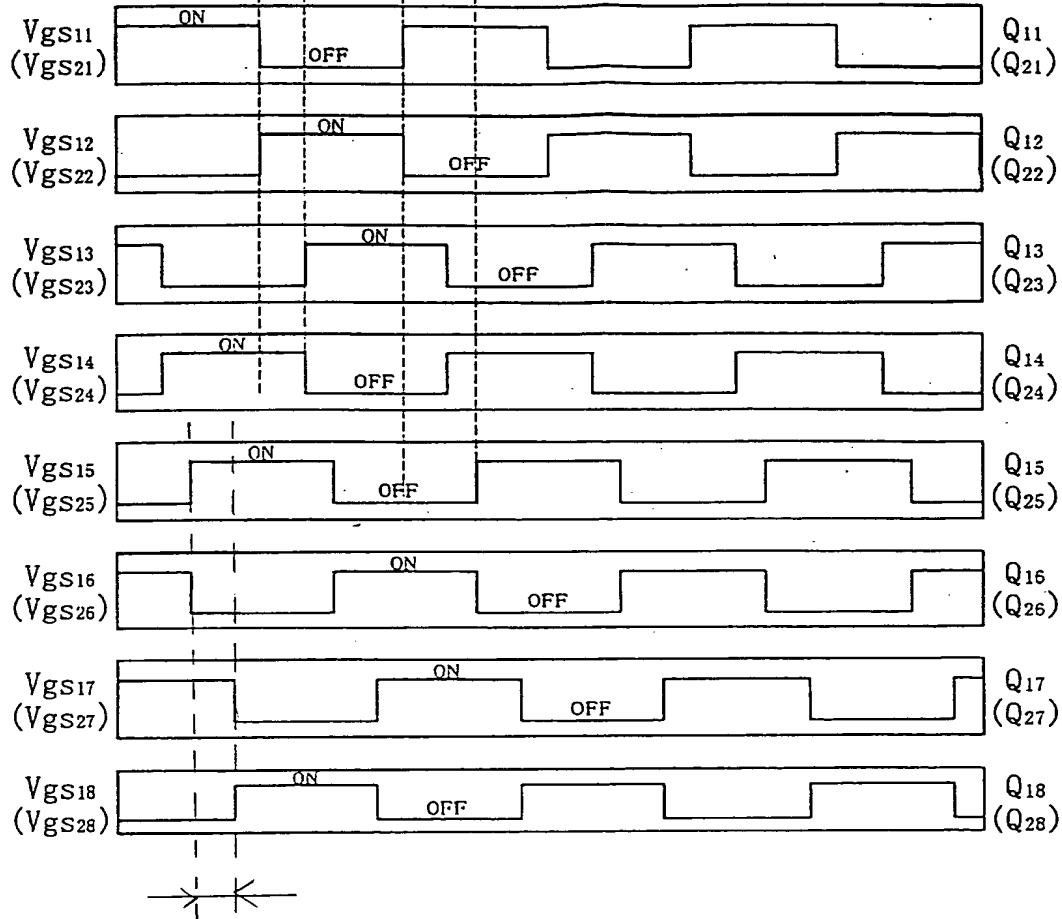 ON
Vgs11
(Vgs21)
OFF
Q11
(Q21)
Vgs12
(Vgs22)
ON
OFF
Q12
(Q22)
Vgs13
(Vgs23)
ON
OFF
Q13
(Q23)
Vgs14
(Vgs24)
ON
OFF
Q14
(Q24)
Vgs15
(Vgs25)
ON
OFF
Q15
(Q25)
Vgs16
(Vgs26)
ON
OFF
Q16
(Q26)
Vgs17
(Vgs27)
ON
OFF
Q17
(Q27)
Vgs18
(Vgs28)
ON
OFF
Q18
(Q28)